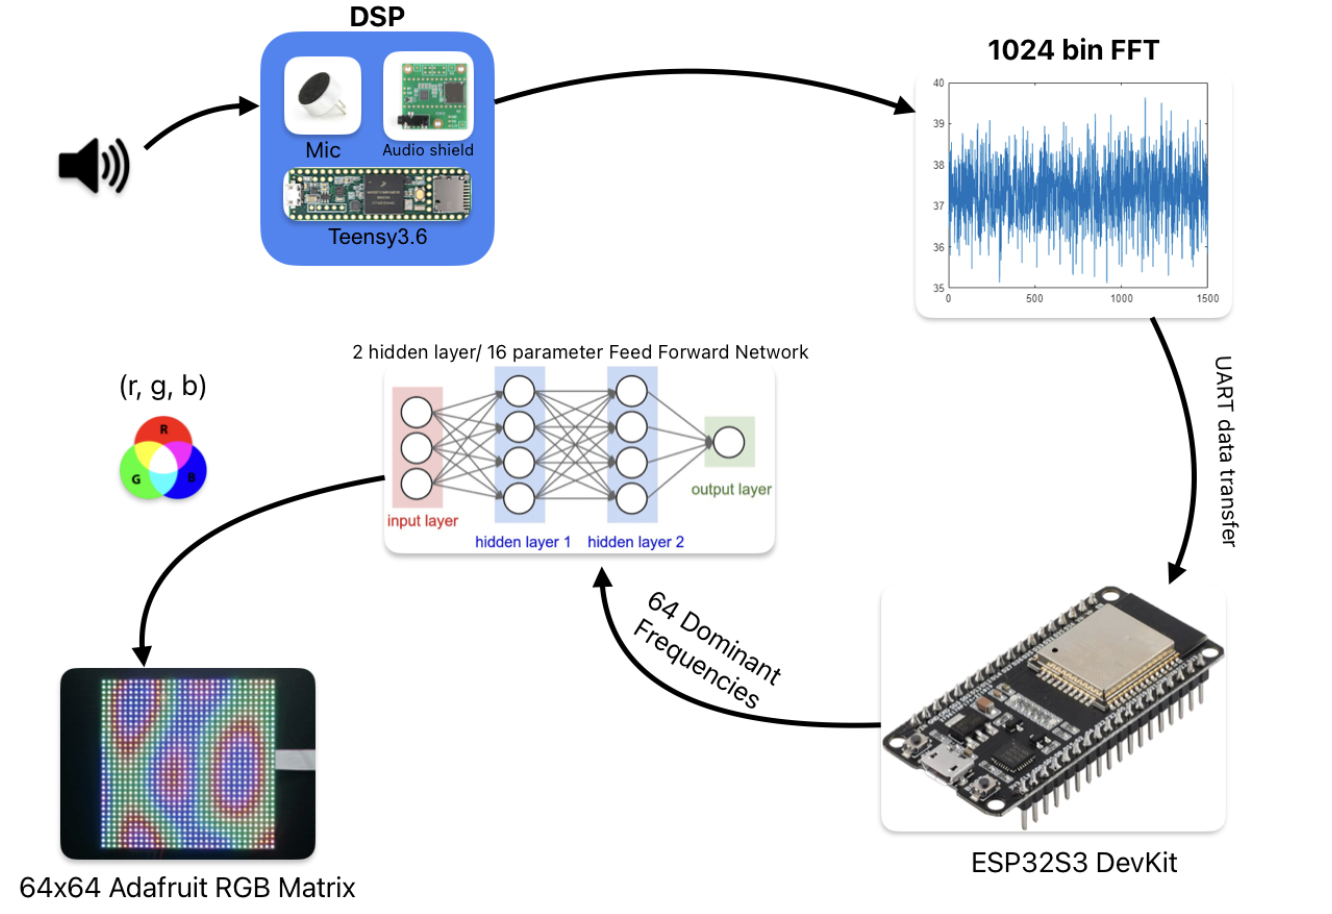 DSP
Mic
Audio shield
Teensy3.6
1024 bin FFT
40
39
38
37
36
35
0
500
1000
1500
UART data transfer
2 hidden layer/ 16 parameter Feed Forward Network
input layer
hidden layer 1
hidden layer 2
output layer
(r, g, b)
R
G
B
64 Dominant
Frequencies
64x64 Adafruit RGB Matrix
ESP32S3 DevKit